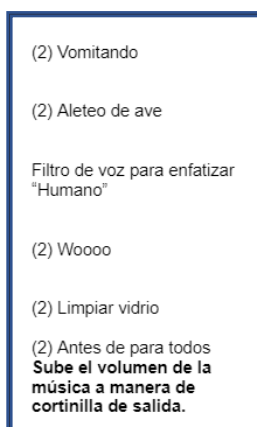 (2) Vomitando
(2) Aleteo de ave
Filtro de voz para enfatizar
“Humano”
(2) Woooo
(2) Limpiar vidrio
(2) Antes de para todos
Sube el volumen de la
música a manera de
cortinilla de salida.